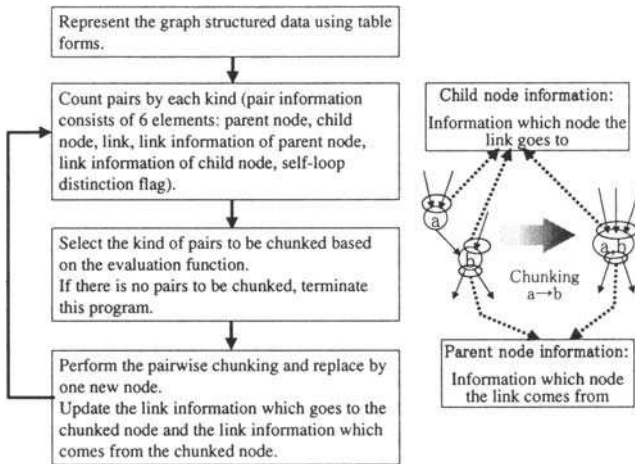 Represent the graph structured data using table
forms.
Count pairs by each kind (pair information
consists of 6 elements: parent node, child
node, link, link information of parent node,
link information of child node, self-loop
distinction flag).
Select the kind of pairs to be chunked based
on the evaluation function.
If there is no pairs to be chunked, terminate
this program.
Perform the pairwise chunking and replace by
one new node.
Update the link information which goes to the
chunked node and the link information which
comes from the chunked node.
Child node information:
Information which node the
link goes to
a
b
a b
Chunking
a→b
Parent node information:
Information which node
the link comes from